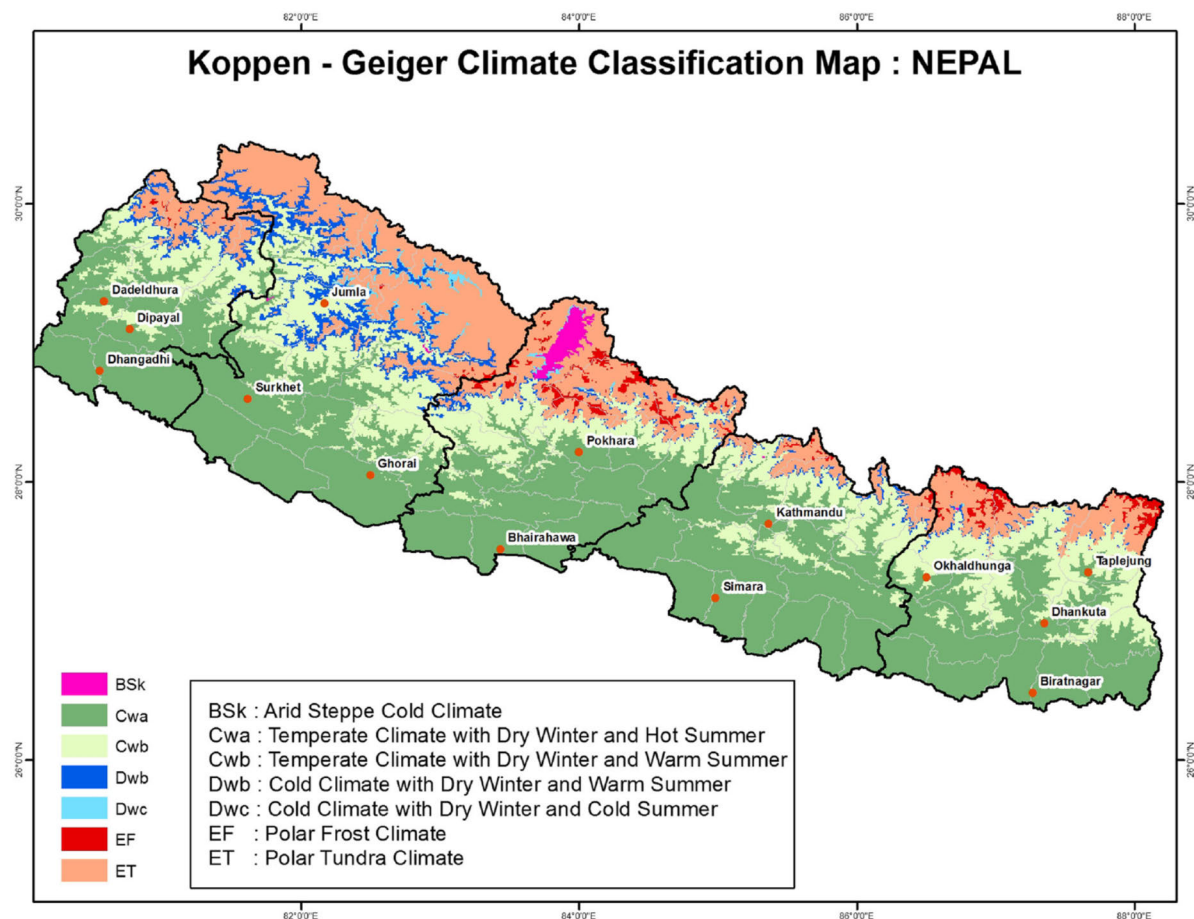 82°0'0"E 84°0'0"E 86°0'0"E 88°0'0"E
Koppen - Geiger Climate Classification Map : NEPAL
30°0'0"N
30°0'0"N
Dadeldhura
Jumla
Dipayal
Dhangadhi
Surkhet
Pokhara
Ghorai
28°0'0"N
28°0'0"N
Kathmandu
Bhairahawa
Okhaldhunga
Taplejung
Simara
Dhankuta
Biratnagar
BSk
Cwa
Cwb
Dwb
Dwc
EF
ET
BSk : Arid Steppe Cold Climate
Cwa : Temperate Climate with Dry Winter and Hot Summer
Cwb : Temperate Climate with Dry Winter and Warm Summer
Dwb : Cold Climate with Dry Winter and Warm Summer
Dwc : Cold Climate with Dry Winter and Cold Summer
EF : Polar Frost Climate
ET : Polar Tundra Climate
26°0'0"N
26°0'0"N
82°0'0"E 84°0'0"E 86°0'0"E 88°0'0"E